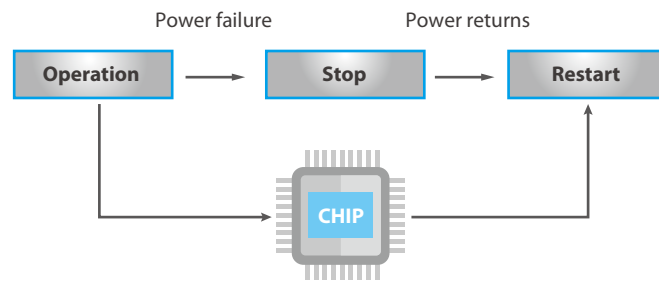 Power failure
Power returns
Operation
Stop
Restart
CHIP